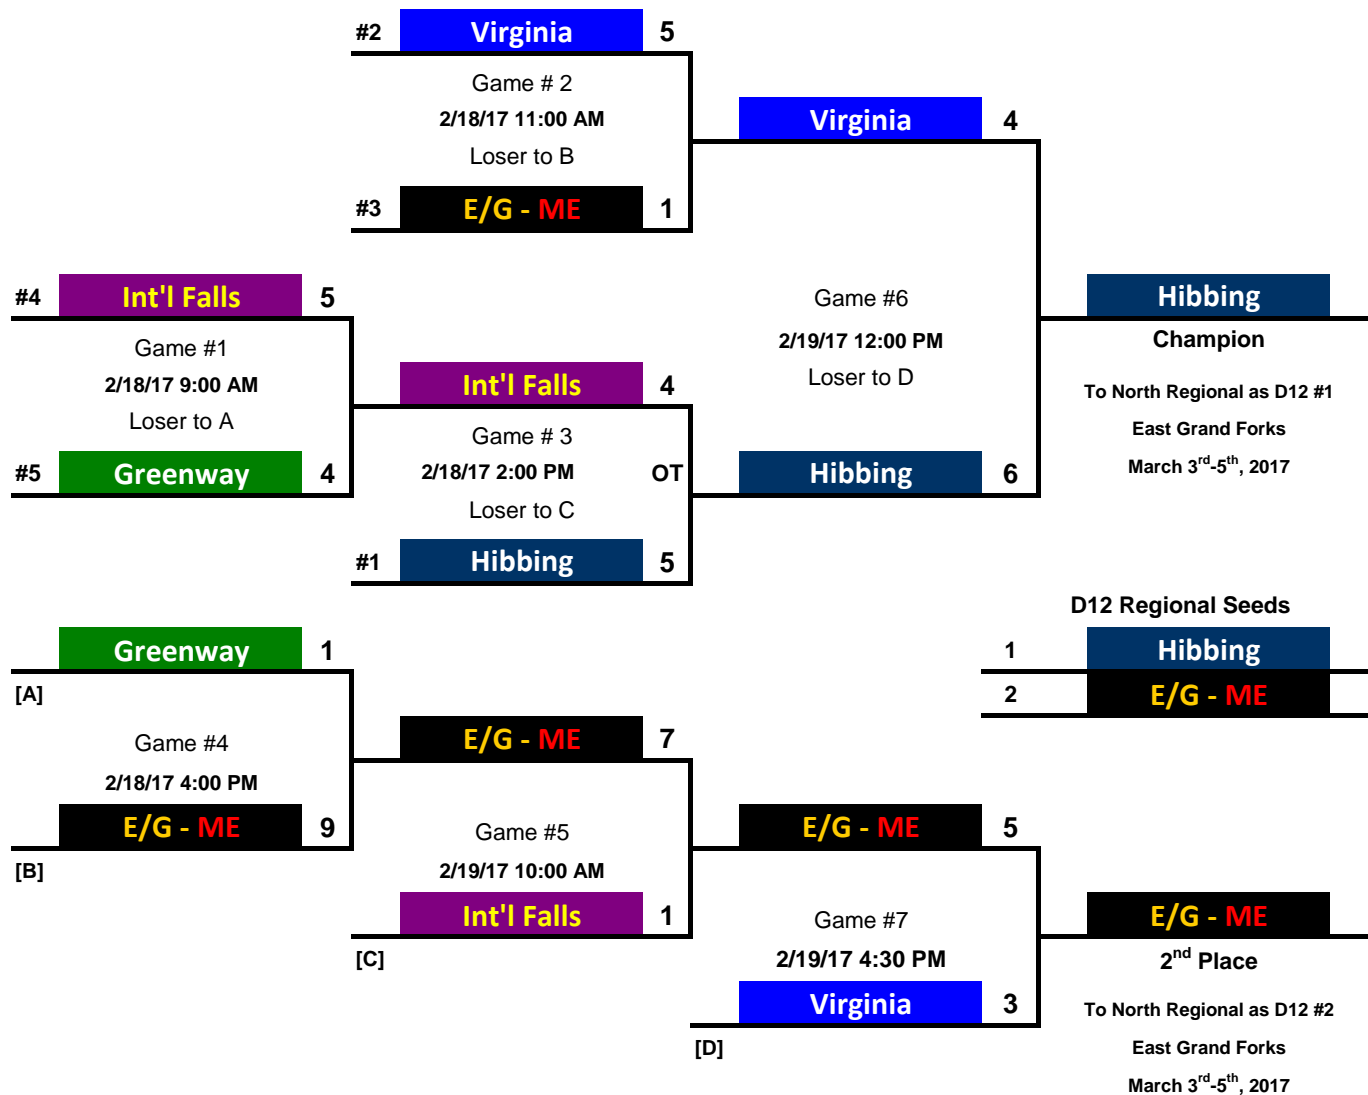 #2 Virginia 5
Game # 2
2/18/17 11:00 AM
Loser to B
#3 E/G - ME 1
Virginia 4
#4 Int'l Falls 5
Game #1
2/18/17 9:00 AM
Loser to A
#5 Greenway 4
Int'l Falls 4
Game # 3
2/18/17 2:00 PM OT
Loser to C
#1 Hibbing 5
Game #6
2/19/17 12:00 PM
Loser to D
Hibbing 6
Hibbing
Champion
To North Regional as D12 #1
East Grand Forks
March 3rd-5th, 2017
D12 Regional Seeds
1 Hibbing
2 E/G - ME
Greenway 1
[A]
Game #4
2/18/17 4:00 PM
E/G - ME 9
[B]
E/G - ME 7
Game #5
2/19/17 10:00 AM
Int'l Falls 1
[C]
E/G - ME 5
Game #7
2/19/17 4:30 PM
Virginia 3
[D]
E/G - ME
2nd Place
To North Regional as D12 #2
East Grand Forks
March 3rd-5th, 2017